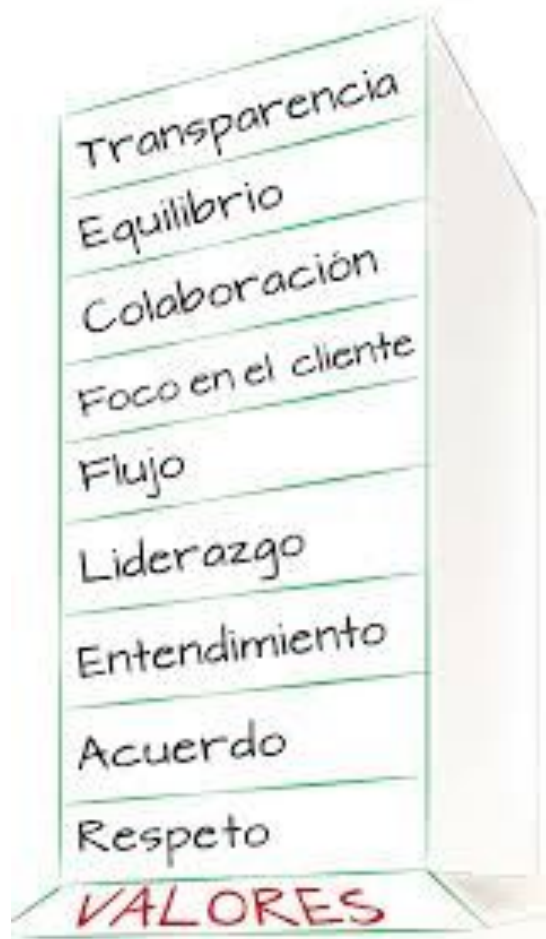 Transparencia
Equilibrio
Colaboración
Foco en el cliente
Flujo
Liderazgo
Entendimiento
Acuerdo
Respeto
VALORES